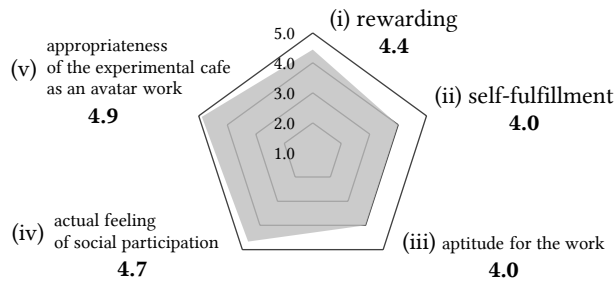 (i) rewarding
4.4
5.0
4.0
3.0
2.0
1.0
(v) appropriateness
of the experimental cafe
as an avatar work
4.9
(ii) self-fulfillment
4.0
(iv) actual feeling
of social participation
4.7
(iii) aptitude for the work
4.0